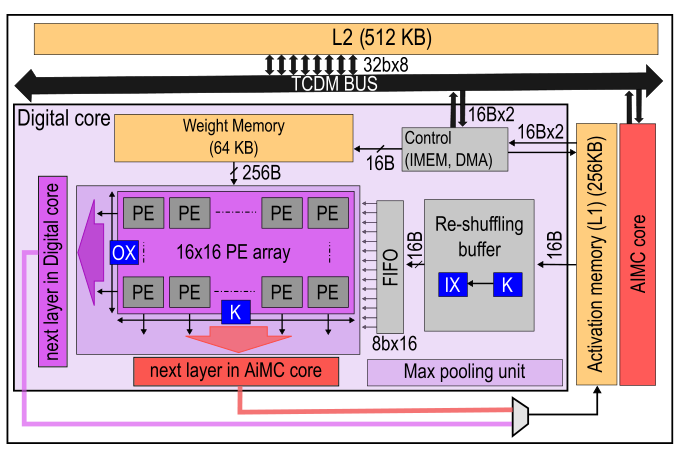 L2 (512 KB)
32bx8
TCDM BUS
Digital core
16Bx2
Weight Memory
(64 KB)
16B
Control
(IMEM, DMA)
16Bx2
256B
PE PE PE PE
16x16 PE array
OX
PE PE PE PE
K
next layer in Digital core
FIFO
8bx16
16B
Re-shuffling
buffer
IX K
16B
Activation memory (L1) (256KB)
AIMC core
next layer in AiMC core
Max pooling unit